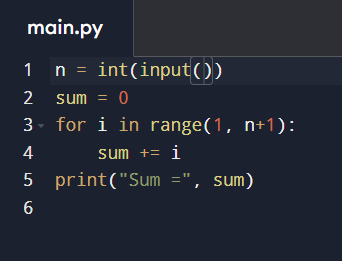 main.py
1 n = int(input())
2 sum = 0
3 for i in range(1, n+1):
4     sum += i
5 print("Sum =", sum)
6